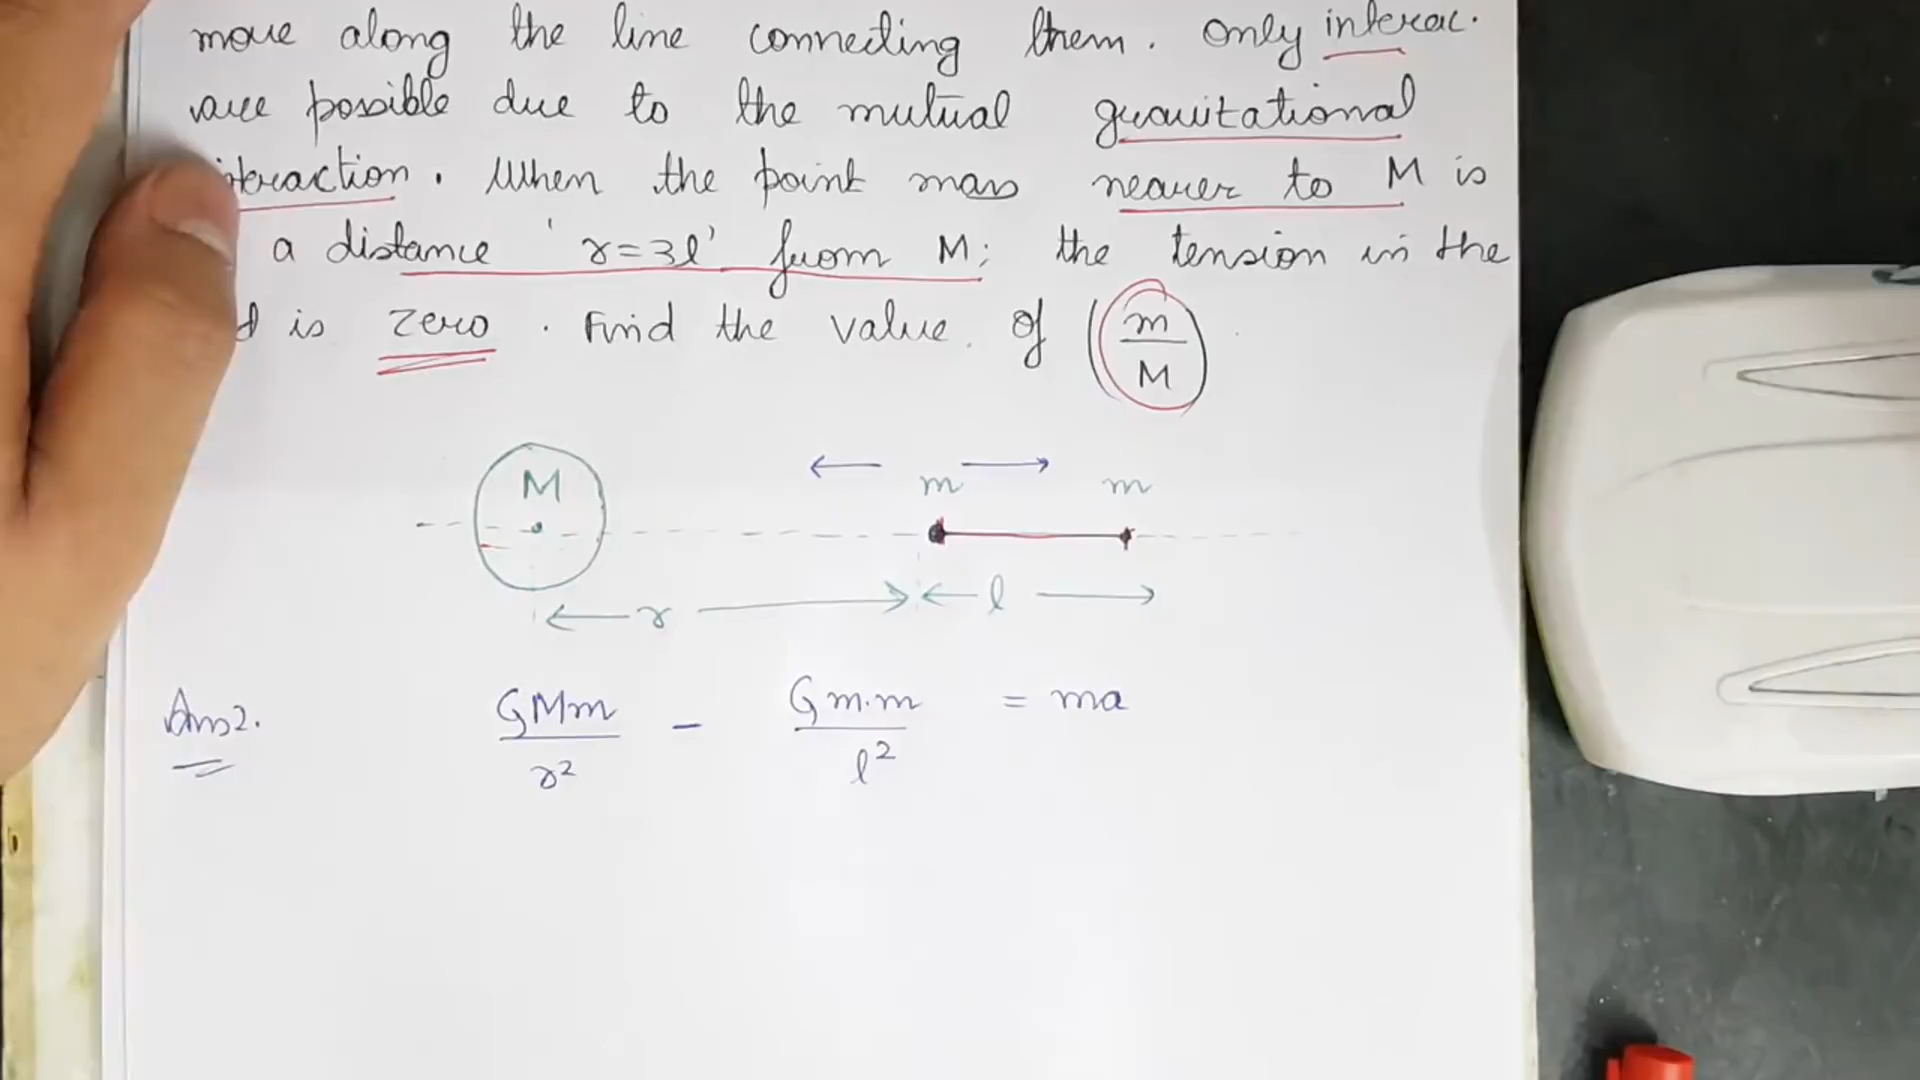 move along the line connecting them. Only interac.
are possible due to the mutual gravitational
interaction. When the point mass nearer to M is
a distance 'r=3l' from M; the tension in the
d is zero. Find the value of (m/M)
M m m
r l
Ans2. GMm/r² - Gm.m/l² = ma